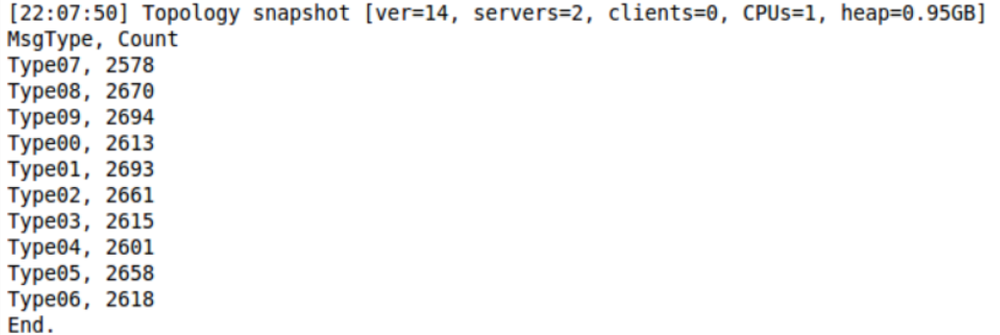 [22:07:50] Topology snapshot [ver=14, servers=2, clients=0, CPUs=1, heap=0.95GB]
MsgType, Count
Type07, 2578
Type08, 2670
Type09, 2694
Type00, 2613
Type01, 2693
Type02, 2661
Type03, 2615
Type04, 2601
Type05, 2658
Type06, 2618
End.